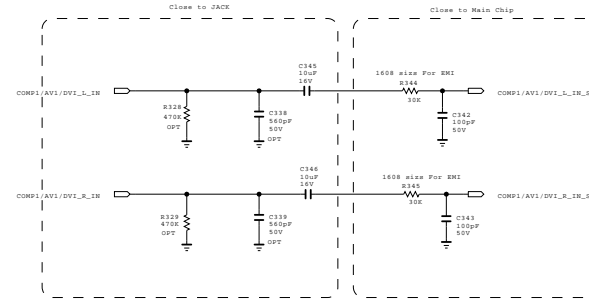 Close to JACK
Close to Main Chip
C345
10uF
16V
1608 sizs For EMI
R344
30K
COMP1/AV1/DVI_L_IN
COMP1/AV1/DVI_L_IN_S
R328
470K
OPT
C338
560pF
50V
OPT
C342
100pF
50V
C346
10uF
16V
1608 sizs For EMI
R345
30K
COMP1/AV1/DVI_R_IN
COMP1/AV1/DVI_R_IN_S
R329
470K
OPT
C339
560pF
50V
OPT
C343
100pF
50V